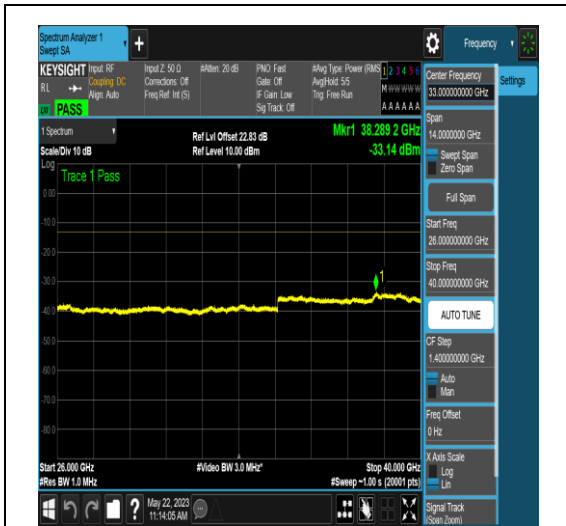 Spectrum Analyzer 1
Swept SA
+
Frequency
KEYSIGHT
Input: RF
Coupling: DC
Align: Auto
Input Z: 50 Ω
Corrections: Off
Freq Ref: Int (S)
#Atten: 20 dB
PNO: Fast
Gate: Off
IF Gain: Low
Sig Track: Off
#Avg Type: Power (RMS
Avg|Hold: 5/5
Trig: Free Run
1 2 3 4 5 6
M W W W W W
A A A A A A
RL
PASS
1 Spectrum
Scale/Div 10 dB
Ref Lvl Offset 22.83 dB
Ref Level 10.00 dBm
Mkr1 38.289 2 GHz
-33.14 dBm
Log
Trace 1 Pass
0.00
-10.0
-20.0
-30.0
-40.0
-50.0
-60.0
-70.0
-80.0
1
Start 26.000 GHz
#Res BW 1.0 MHz
#Video BW 3.0 MHz*
Stop 40.000 GHz
#Sweep ~1.00 s (20001 pts)
Center Frequency
33.000000000 GHz
Settings
Span
14.0000000 GHz
Swept Span
Zero Span
Full Span
Start Freq
26.000000000 GHz
Stop Freq
40.000000000 GHz
AUTO TUNE
CF Step
1.400000000 GHz
Auto
Man
Freq Offset
0 Hz
X Axis Scale
Log
Lin
Signal Track
(Span Zoom)
?
May 22, 2023
11:14:05 AM